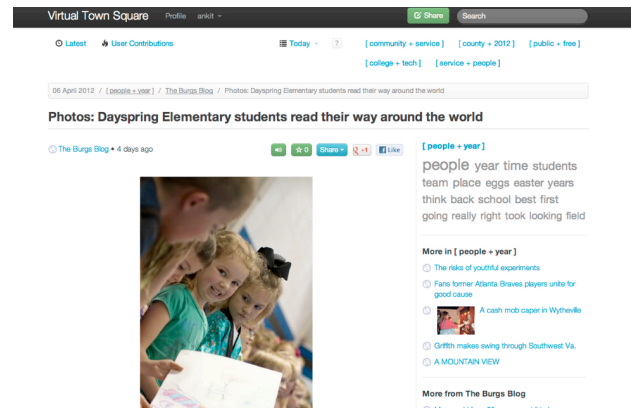 Virtual Town Square Profile ankit Share Search
Latest User Contributions Today ? [ community + service ] [ county + 2012 ] [ public + free ]
[ college + tech ] [ service + people ]
06 April 2012 / [ people + year ] / The Burgs Blog / Photos: Dayspring Elementary students read their way around the world
Photos: Dayspring Elementary students read their way around the world
The Burgs Blog • 4 days ago 0 Share +1 Like
[ people + year ]
people year time students
team place eggs easter years
think back school best first
going really right took looking field
More in [ people + year ]
The risks of youthful experiments
Fans former Atlanta Braves players unite for
good cause
A cash mob caper in Wytheville
Griffith makes swing through Southwest Va.
A MOUNTAIN VIEW
More from The Burgs Blog